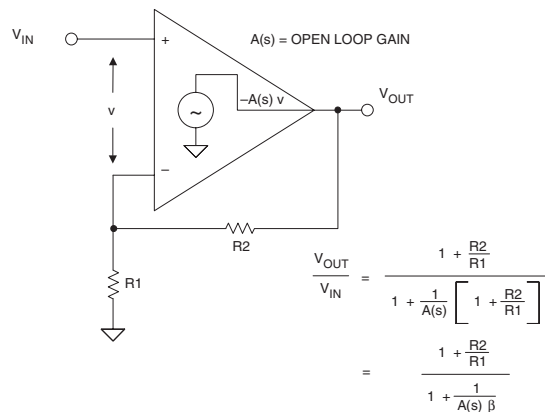 V_IN
A(s) = OPEN LOOP GAIN
+
V_OUT
~
−A(s) v
v
−
R2
R1
V_OUT / V_IN = (1 + R2/R1) / (1 + 1/A(s) [1 + R2/R1])
= (1 + R2/R1) / (1 + 1/(A(s) β))